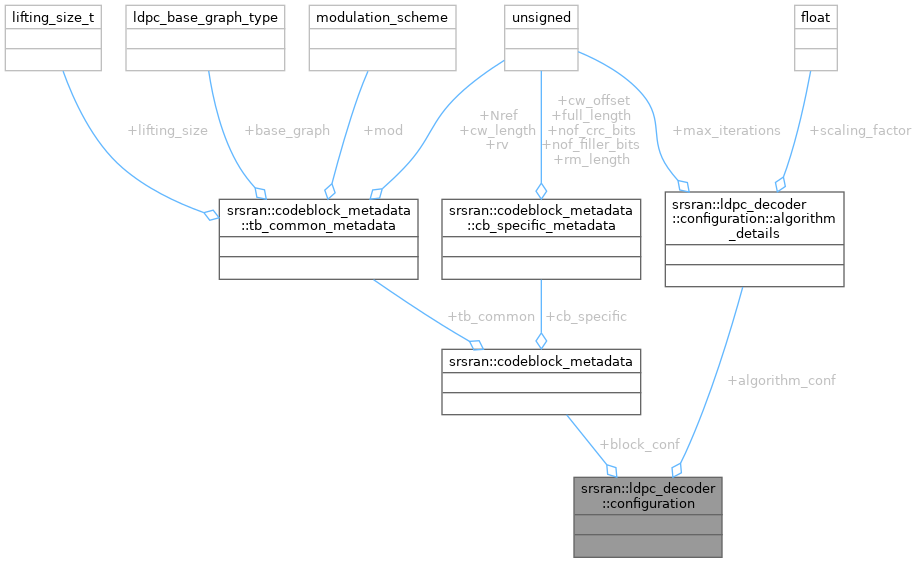 lifting_size_t
ldpc_base_graph_type
modulation_scheme
unsigned
float
+lifting_size
+base_graph
+mod
+Nref
+cw_length
+rv
+cw_offset
+full_length
+nof_crc_bits
+nof_filler_bits
+rm_length
+max_iterations
+scaling_factor
srsran::codeblock_metadata
::tb_common_metadata
srsran::codeblock_metadata
::cb_specific_metadata
srsran::ldpc_decoder
::configuration::algorithm
_details
+tb_common
+cb_specific
srsran::codeblock_metadata
+algorithm_conf
+block_conf
srsran::ldpc_decoder
::configuration